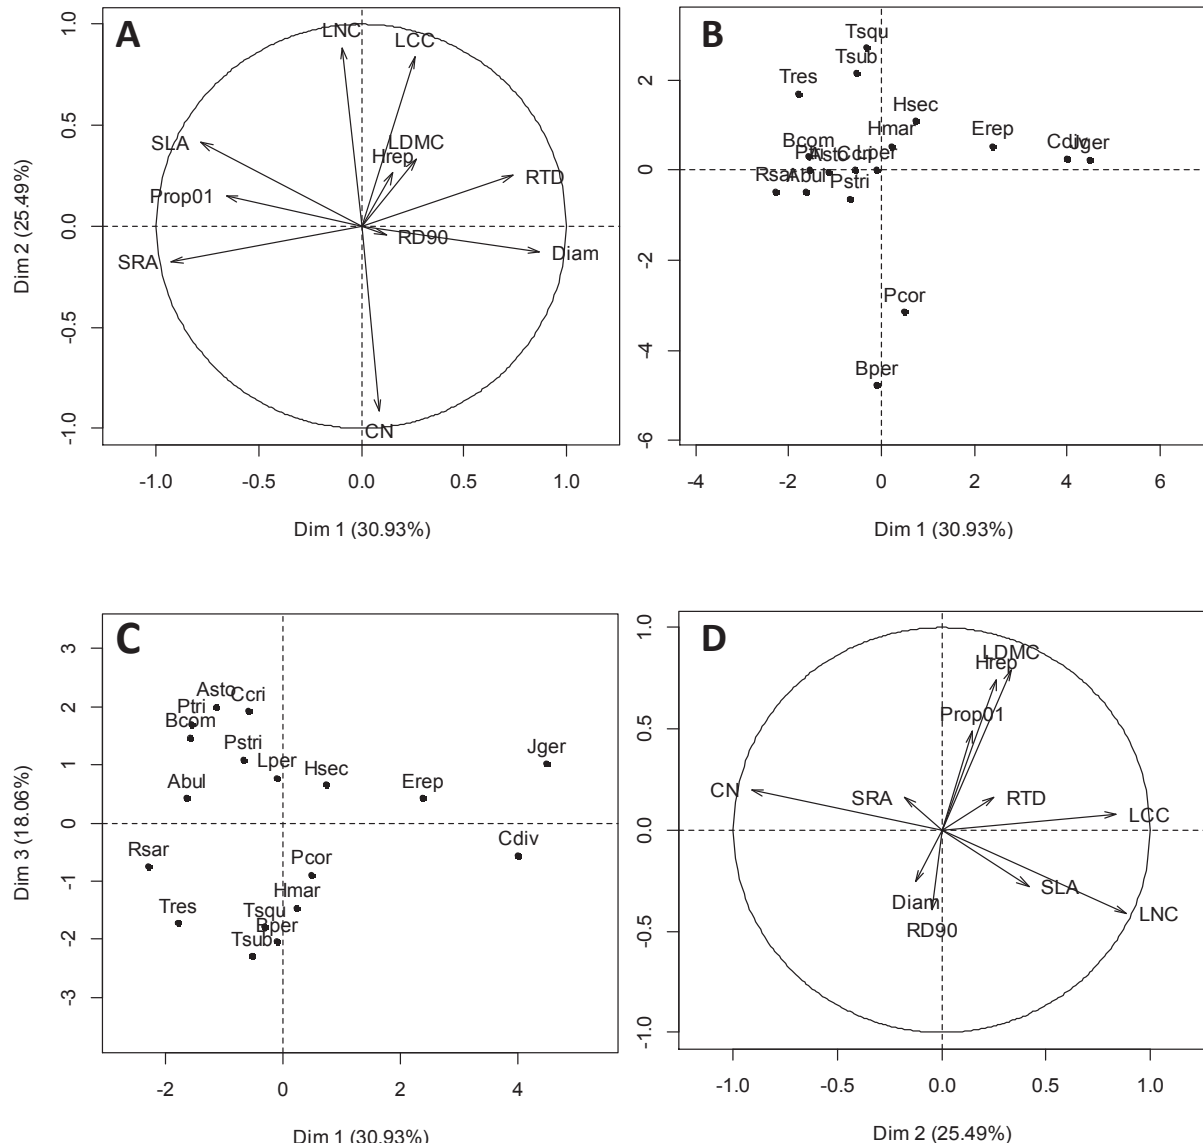 A
LNC
LCC
SLA
LDMC
Hrep
Prop01
RTD
RD90
SRA
Diam
CN
1.0
0.5
0.0
-0.5
-1.0
Dim 2 (25.49%)
-1.0
-0.5
0.0
0.5
1.0
Dim 1 (30.93%)
B
Tsqu
Tsub
Tres
Hsec
Hmar
Erep
Cdiv
Jger
Bcom
Ptri
Asto
Ccri
Lper
Rsar
Abul
Pstri
Pcor
Bper
2
0
-2
-4
-6
-4
-2
0
2
4
6
Dim 1 (30.93%)
C
Asto
Ccri
Ptri
Bcom
Pstri
Lper
Hsec
Jger
Abul
Erep
Rsar
Cdiv
Pcor
Hmar
Tres
Tsqu
Bper
Tsub
3
2
1
0
-1
-2
-3
Dim 3 (18.06%)
-2
0
2
4
Dim 1 (30.93%)
D
LDMC
Hrep
Prop01
CN
SRA
RTD
LCC
SLA
Diam
LNC
RD90
1.0
0.5
0.0
-0.5
-1.0
-1.0
-0.5
0.0
0.5
1.0
Dim 2 (25.49%)